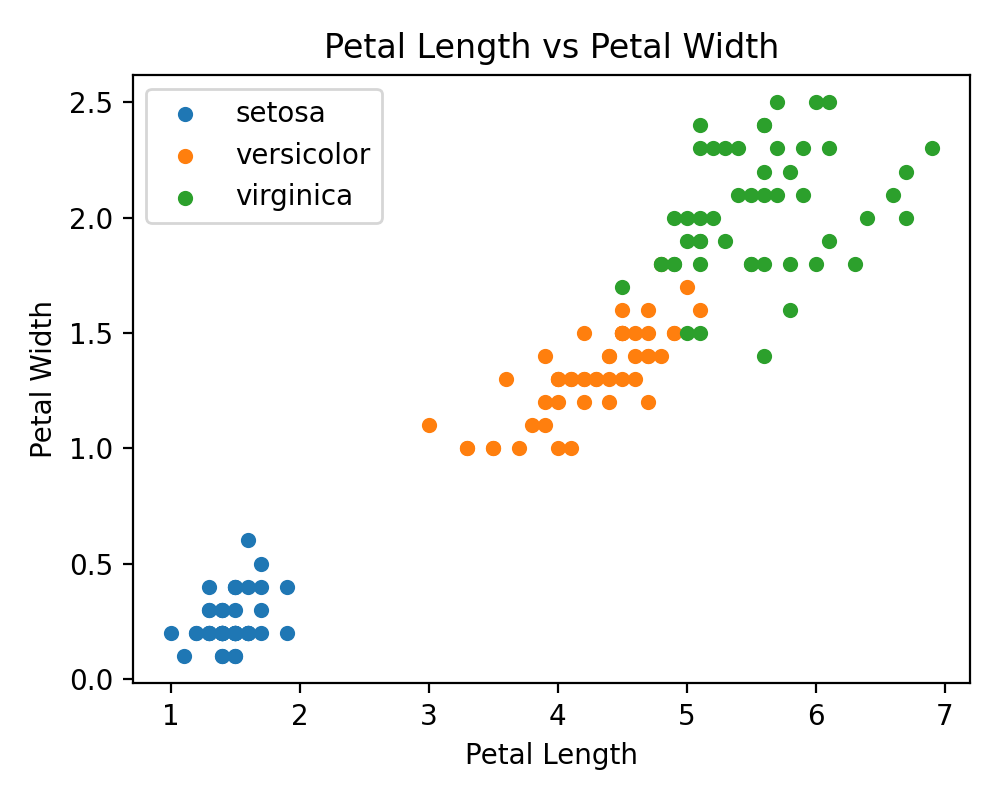 Petal Length vs Petal Width
setosa
versicolor
virginica
Petal Width
2.5
2.0
1.5
1.0
0.5
0.0
1 2 3 4 5 6 7
Petal Length